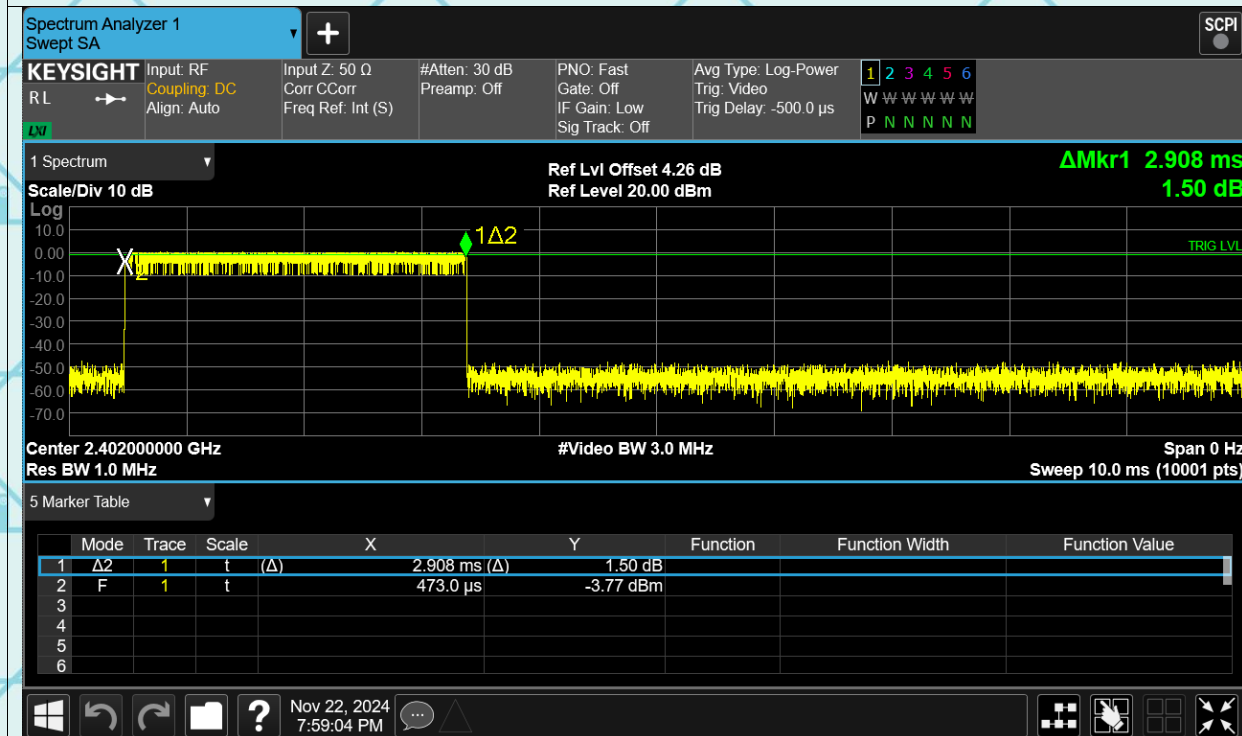 Spectrum Analyzer 1
Swept SA
+
SCPI
KEYSIGHT
RL
LXI
Input: RF
Coupling: DC
Align: Auto
Input Z: 50 Ω
Corr CCorr
Freq Ref: Int (S)
#Atten: 30 dB
Preamp: Off
PNO: Fast
Gate: Off
IF Gain: Low
Sig Track: Off
Avg Type: Log-Power
Trig: Video
Trig Delay: -500.0 µs
1 2 3 4 5 6
W W W W W W
P N N N N N
1 Spectrum
Scale/Div 10 dB
Ref Lvl Offset 4.26 dB
Ref Level 20.00 dBm
ΔMkr1 2.908 ms
1.50 dB
Log
10.0
0.00
-10.0
-20.0
-30.0
-40.0
-50.0
-60.0
-70.0
1Δ2
2
TRIG LVL
Center 2.402000000 GHz
#Video BW 3.0 MHz
Span 0 Hz
Res BW 1.0 MHz
Sweep 10.0 ms (10001 pts)
5 Marker Table
Mode Trace Scale X Y Function Function Width Function Value
1 Δ2 1 t (Δ) 2.908 ms (Δ) 1.50 dB
2 F 1 t 473.0 µs -3.77 dBm
3
4
5
6
?
Nov 22, 2024
7:59:04 PM